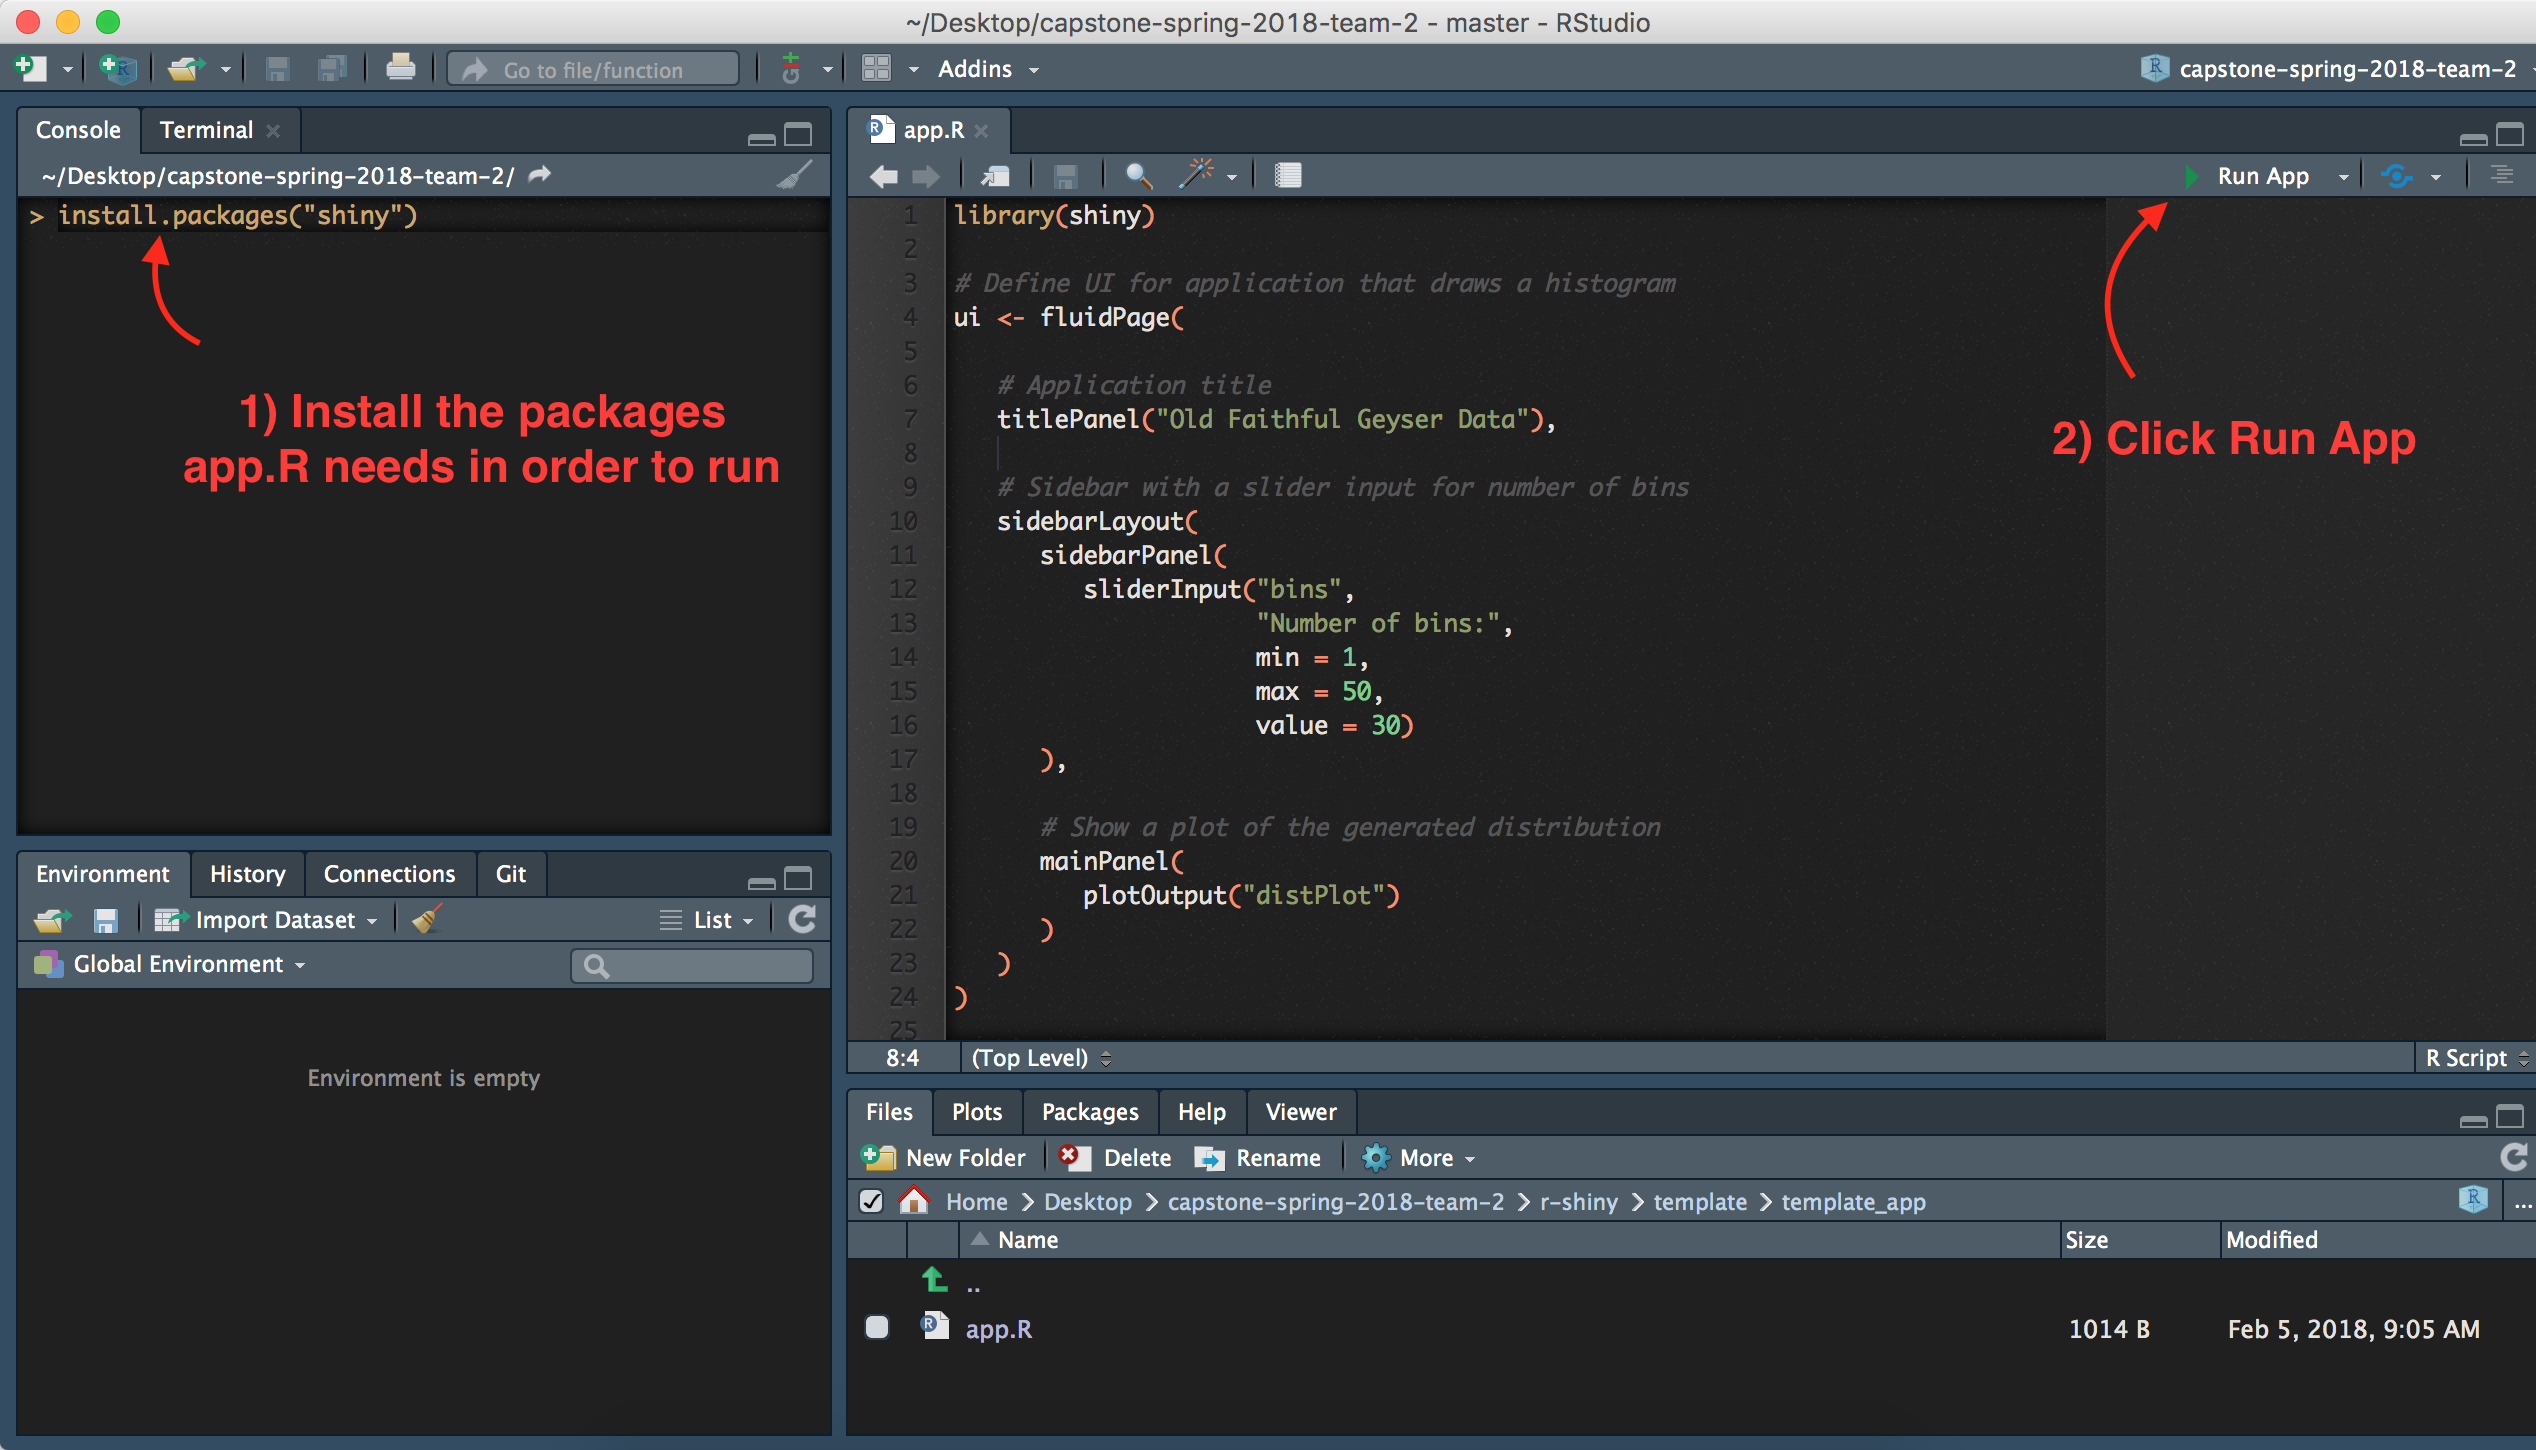 ~/Desktop/capstone-spring-2018-team-2 - master - RStudio
Go to file/function
Addins
capstone-spring-2018-team-2
Console
Terminal
~/Desktop/capstone-spring-2018-team-2/
> install.packages("shiny")
1) Install the packages
app.R needs in order to run
app.R
Run App
2) Click Run App
1 library(shiny)
2
3 # Define UI for application that draws a histogram
4 ui <- fluidPage(
5
6 # Application title
7 titlePanel("Old Faithful Geyser Data"),
8
9 # Sidebar with a slider input for number of bins
10 sidebarLayout(
11 sidebarPanel(
12 sliderInput("bins",
13 "Number of bins:",
14 min = 1,
15 max = 50,
16 value = 30)
17 ),
18
19 # Show a plot of the generated distribution
20 mainPanel(
21 plotOutput("distPlot")
22 )
23 )
24 )
25
8:4 (Top Level) R Script
Environment History Connections Git
Import Dataset List
Global Environment
Environment is empty
Files Plots Packages Help Viewer
New Folder Delete Rename More
Home Desktop capstone-spring-2018-team-2 r-shiny template template_app ...
Name Size Modified
..
app.R 1014 B Feb 5, 2018, 9:05 AM